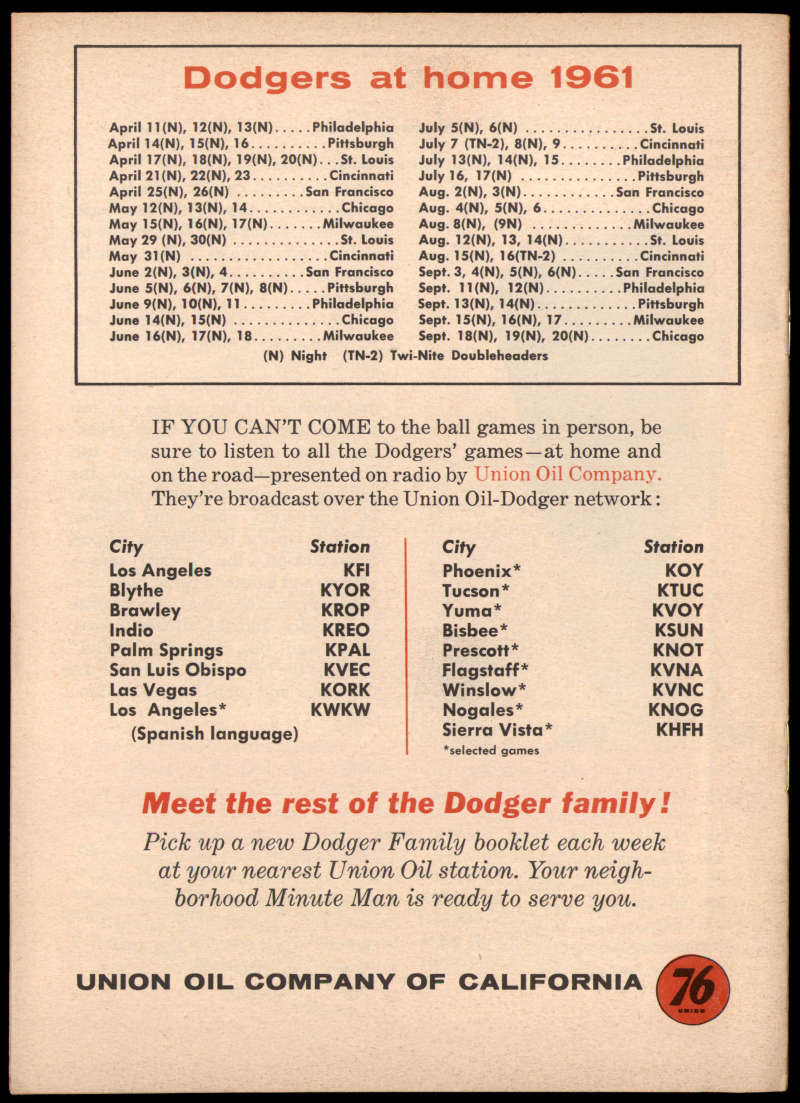 Dodgers at home 1961
April 11(N), 12(N), 13(N).....Philadelphia
April 14(N), 15(N), 16..........Pittsburgh
April 17(N), 18(N), 19(N), 20(N)...St. Louis
April 21(N), 22(N), 23..........Cincinnati
April 25(N), 26(N) .........San Francisco
May 12(N), 13(N), 14............Chicago
May 15(N), 16(N), 17(N).......Milwaukee
May 29 (N), 30(N) ..............St. Louis
May 31(N) ..................Cincinnati
June 2(N), 3(N), 4..........San Francisco
June 5(N), 6(N), 7(N), 8(N).....Pittsburgh
June 9(N), 10(N), 11.........Philadelphia
June 14(N), 15(N) ..............Chicago
June 16(N), 17(N), 18.........Milwaukee
July 5(N), 6(N) ................St. Louis
July 7 (TN-2), 8(N), 9..........Cincinnati
July 13(N), 14(N), 15........Philadelphia
July 16, 17(N) ...............Pittsburgh
Aug. 2(N), 3(N)............San Francisco
Aug. 4(N), 5(N), 6..............Chicago
Aug. 8(N), (9N) .............Milwaukee
Aug. 12(N), 13, 14(N)...........St. Louis
Aug. 15(N), 16(TN-2) ..........Cincinnati
Sept. 3, 4(N), 5(N), 6(N).....San Francisco
Sept. 11(N), 12(N)..........Philadelphia
Sept. 13(N), 14(N).............Pittsburgh
Sept. 15(N), 16(N), 17.........Milwaukee
Sept. 18(N), 19(N), 20(N)........Chicago
(N) Night (TN-2) Twi-Nite Doubleheaders
IF YOU CAN'T COME to the ball games in person, be
sure to listen to all the Dodgers' games—at home and
on the road—presented on radio by Union Oil Company.
They're broadcast over the Union Oil-Dodger network:
City Station
Los Angeles KFI
Blythe KYOR
Brawley KROP
Indio KREO
Palm Springs KPAL
San Luis Obispo KVEC
Las Vegas KORK
Los Angeles* KWKW
(Spanish language)
City Station
Phoenix* KOY
Tucson* KTUC
Yuma* KVOY
Bisbee* KSUN
Prescott* KNOT
Flagstaff* KVNA
Winslow* KVNC
Nogales* KNOG
Sierra Vista* KHFH
*selected games
Meet the rest of the Dodger family!
Pick up a new Dodger Family booklet each week
at your nearest Union Oil station. Your neigh-
borhood Minute Man is ready to serve you.
UNION OIL COMPANY OF CALIFORNIA
76
UNION